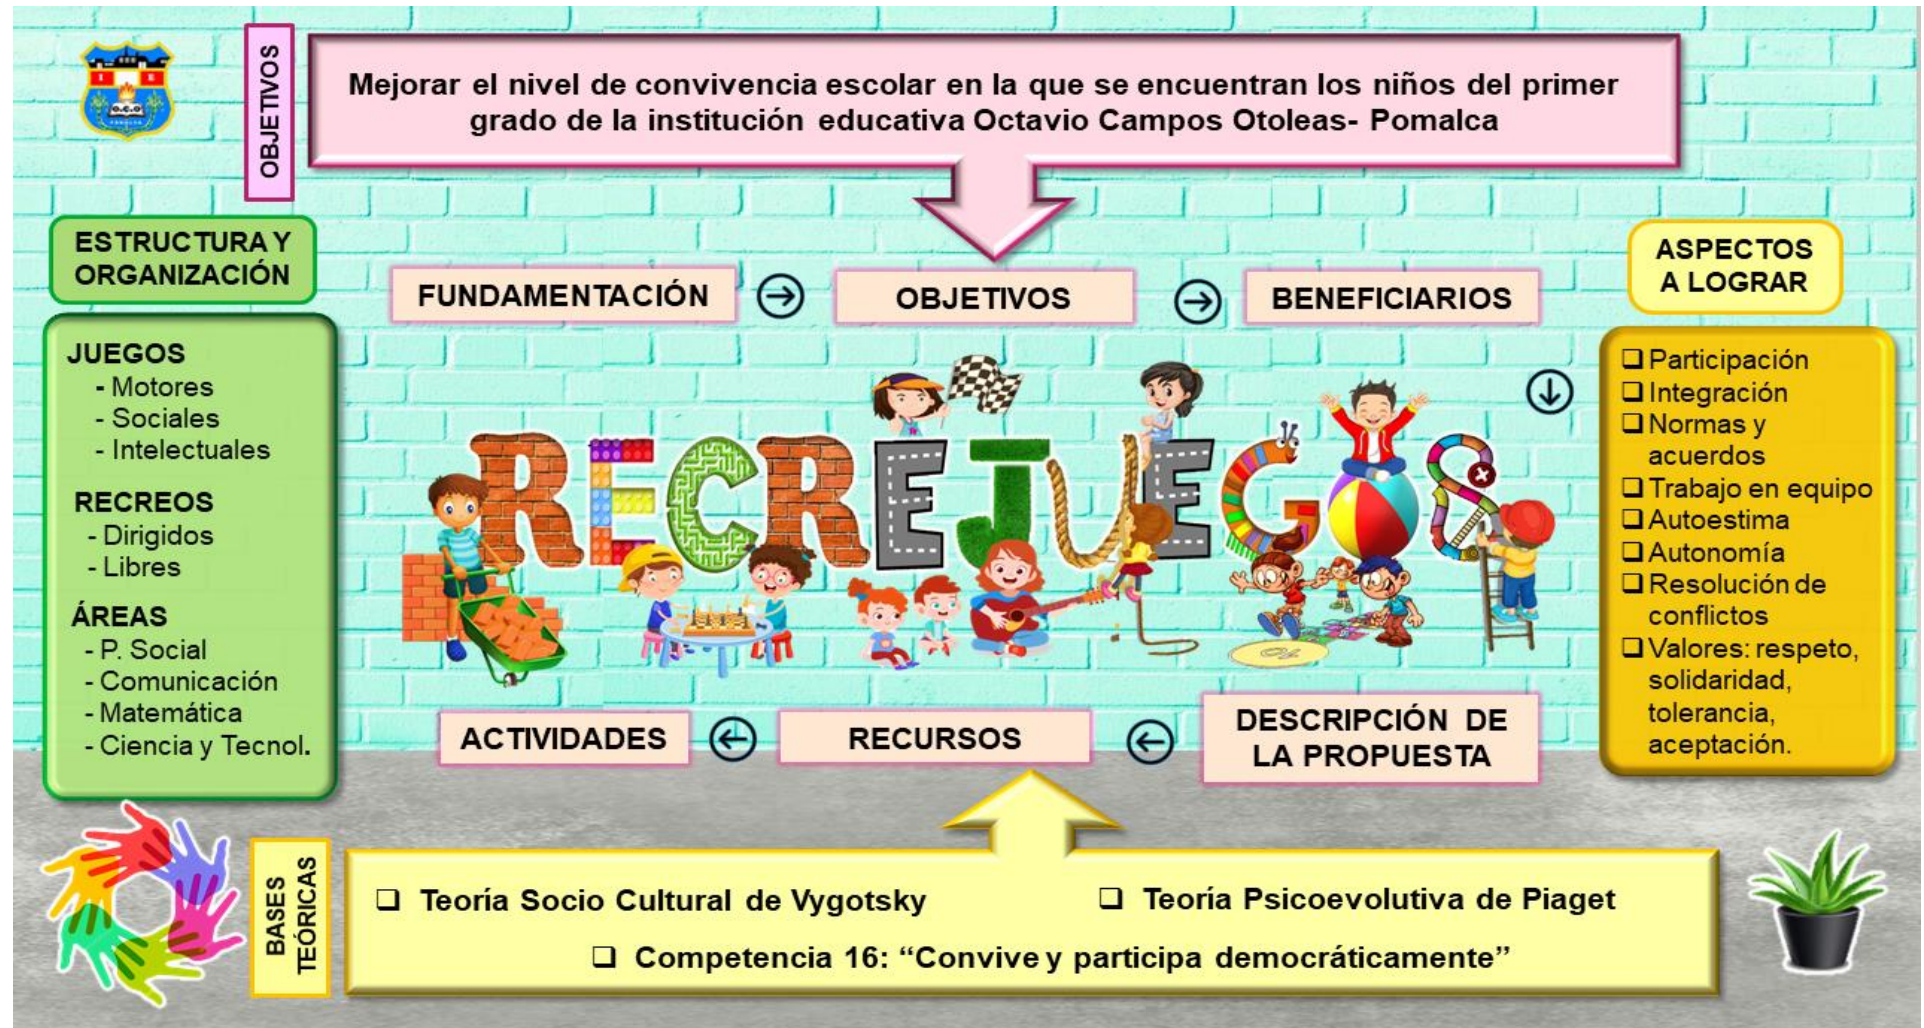 OBJETIVOS
Mejorar el nivel de convivencia escolar en la que se encuentran los niños del primer
grado de la institución educativa Octavio Campos Otoleas- Pomalca
I E
O.C.O
ESTRUCTURA Y
ORGANIZACIÓN
JUEGOS
- Motores
- Sociales
- Intelectuales
RECREOS
- Dirigidos
- Libres
ÁREAS
- P. Social
- Comunicación
- Matemática
- Ciencia y Tecnol.
FUNDAMENTACIÓN
OBJETIVOS
BENEFICIARIOS
RECREJUEGOS
ACTIVIDADES
RECURSOS
DESCRIPCIÓN DE
LA PROPUESTA
ASPECTOS
A LOGRAR
❑ Participación
❑ Integración
❑ Normas y
acuerdos
❑ Trabajo en equipo
❑ Autoestima
❑ Autonomía
❑ Resolución de
conflictos
❑ Valores: respeto,
solidaridad,
tolerancia,
aceptación.
BASES
TEÓRICAS
❑ Teoría Socio Cultural de Vygotsky
❑ Teoría Psicoevolutiva de Piaget
❑ Competencia 16: “Convive y participa democráticamente”